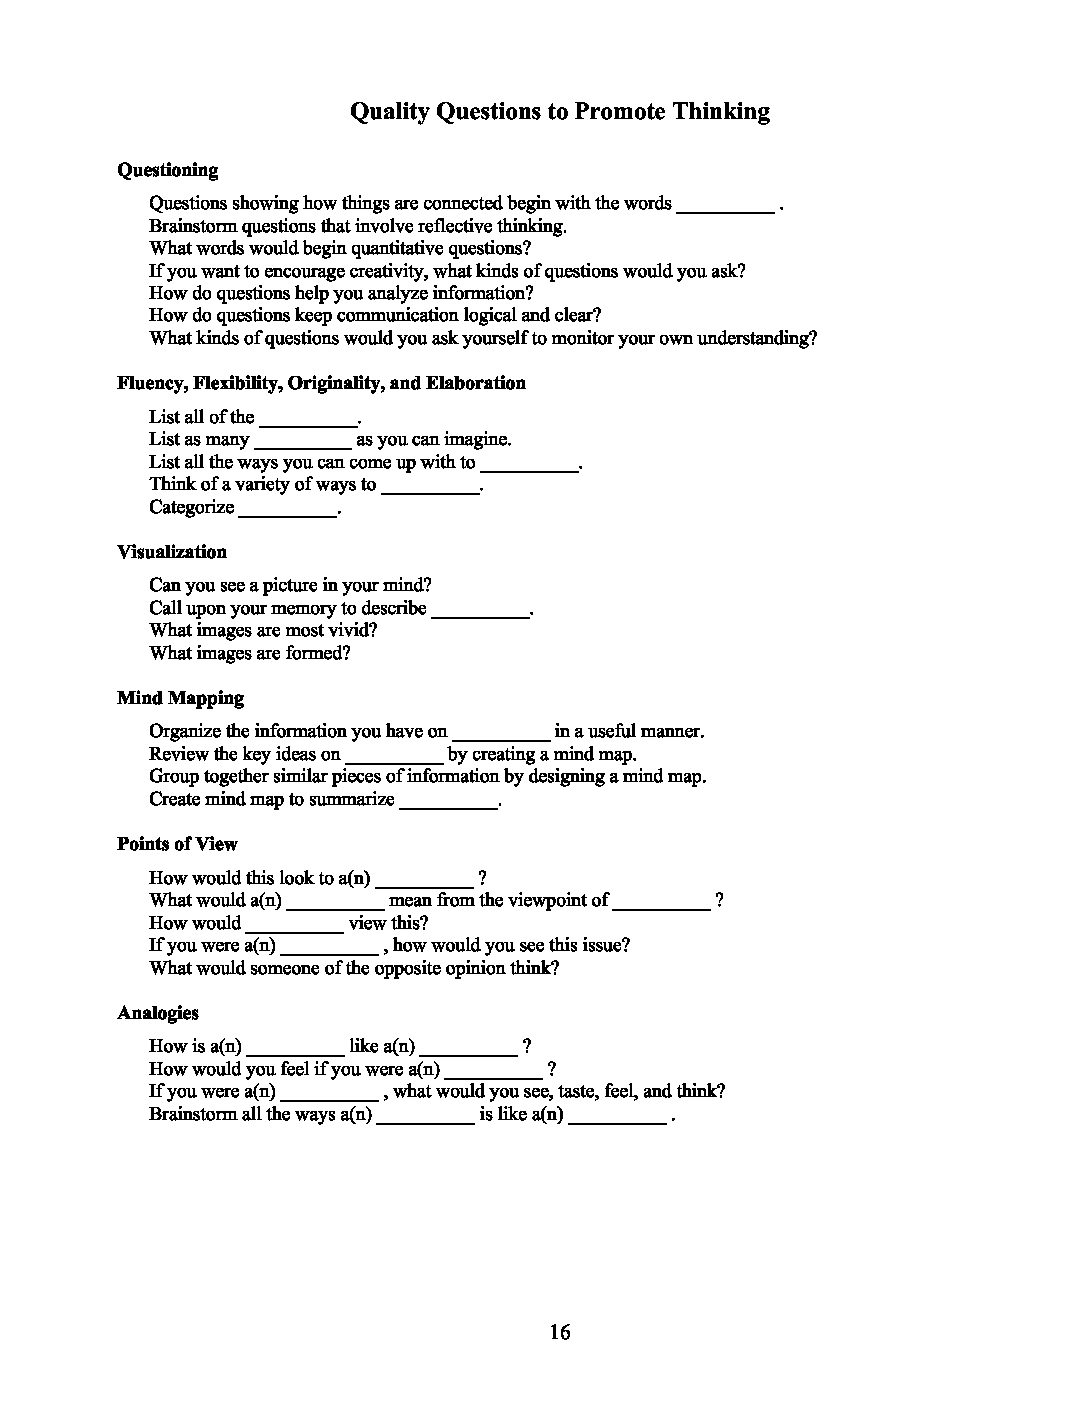 Quality Questions to Promote Thinking
Questioning
Questions showing how things are connected begin with the words __________ .
Brainstorm questions that involve reflective thinking.
What words would begin quantitative questions?
If you want to encourage creativity, what kinds of questions would you ask?
How do questions help you analyze information?
How do questions keep communication logical and clear?
What kinds of questions would you ask yourself to monitor your own understanding?
Fluency, Flexibility, Originality, and Elaboration
List all of the __________.
List as many __________ as you can imagine.
List all the ways you can come up with to __________.
Think of a variety of ways to __________.
Categorize __________.
Visualization
Can you see a picture in your mind?
Call upon your memory to describe __________.
What images are most vivid?
What images are formed?
Mind Mapping
Organize the information you have on __________ in a useful manner.
Review the key ideas on __________ by creating a mind map.
Group together similar pieces of information by designing a mind map.
Create mind map to summarize __________.
Points of View
How would this look to a(n) __________ ?
What would a(n) __________ mean from the viewpoint of __________ ?
How would __________ view this?
If you were a(n) __________ , how would you see this issue?
What would someone of the opposite opinion think?
Analogies
How is a(n) __________ like a(n) __________ ?
How would you feel if you were a(n) __________ ?
If you were a(n) __________ , what would you see, taste, feel, and think?
Brainstorm all the ways a(n) __________ is like a(n) __________ .
16